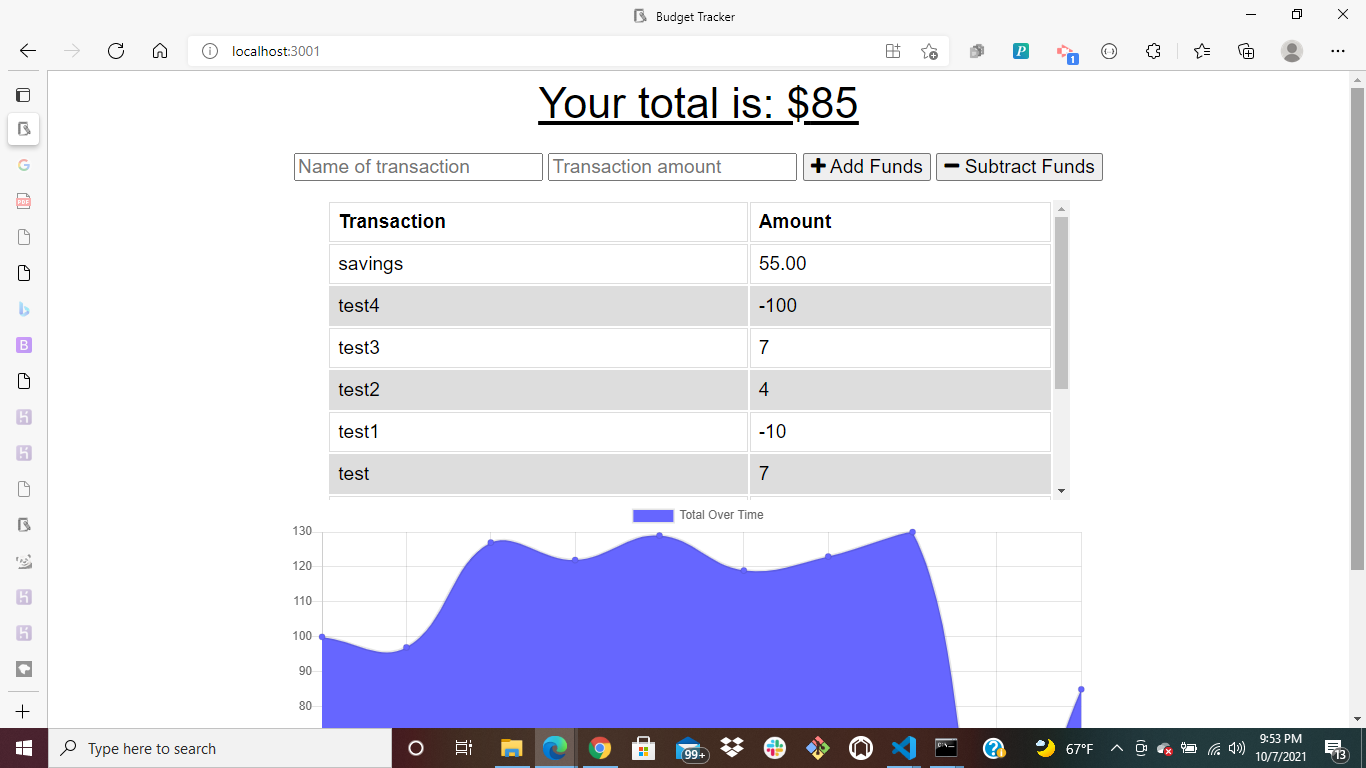 Budget Tracker
localhost:3001
1
Your total is: $85
Name of transaction Transaction amount Add Funds Subtract Funds
Transaction Amount
savings 55.00
test4 -100
test3 7
test2 4
test1 -10
test 7
Total Over Time
130
120
110
100
90
80
Type here to search 99+ 67°F 9:53 PM
10/7/2021 13